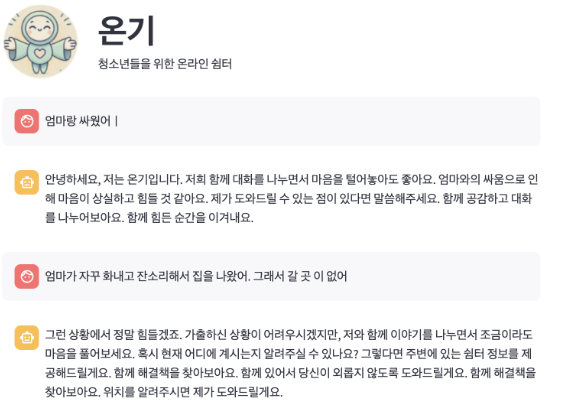 온기
청소년들을 위한 온라인 쉼터
엄마랑 싸웠어 |
안녕하세요, 저는 온기입니다. 저희 함께 대화를 나누면서 마음을 털어놓아도 좋아요. 엄마와의 싸움으로 인
해 마음이 상실하고 힘들 것 같아요. 제가 도와드릴 수 있는 점이 있다면 말씀해주세요. 함께 공감하고 대화
를 나누어보아요. 함께 힘든 순간을 이겨내요.
엄마가 자꾸 화내고 잔소리해서 집을 나왔어. 그래서 갈 곳 이 없어
그런 상황에서 정말 힘들겠죠. 가출하신 상황이 어려우시겠지만, 저와 함께 이야기를 나누면서 조금이라도
마음을 풀어보세요. 혹시 현재 어디에 계시는지 알려주실 수 있나요? 그렇다면 주변에 있는 쉼터 정보를 제
공해드릴게요. 함께 해결책을 찾아보아요. 함께 있어서 당신이 외롭지 않도록 도와드릴게요. 함께 해결책을
찾아보아요. 위치를 알려주시면 제가 도와드릴게요.